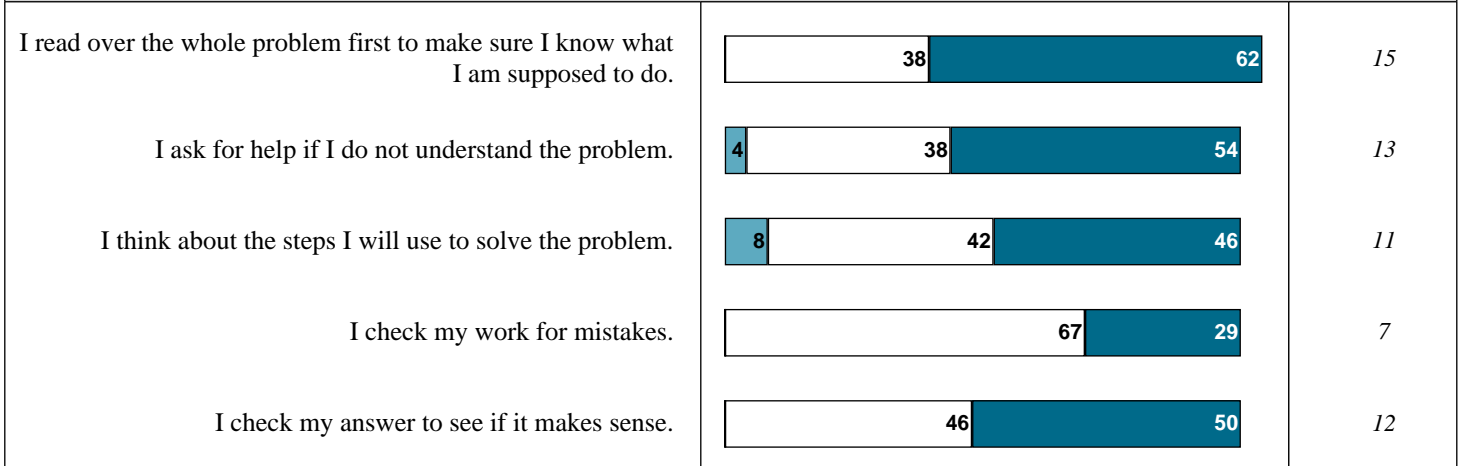 I read over the whole problem first to make sure I know what
I am supposed to do.
38 62 15
I ask for help if I do not understand the problem.
4 38 54 13
I think about the steps I will use to solve the problem.
8 42 46 11
I check my work for mistakes.
67 29 7
I check my answer to see if it makes sense.
46 50 12